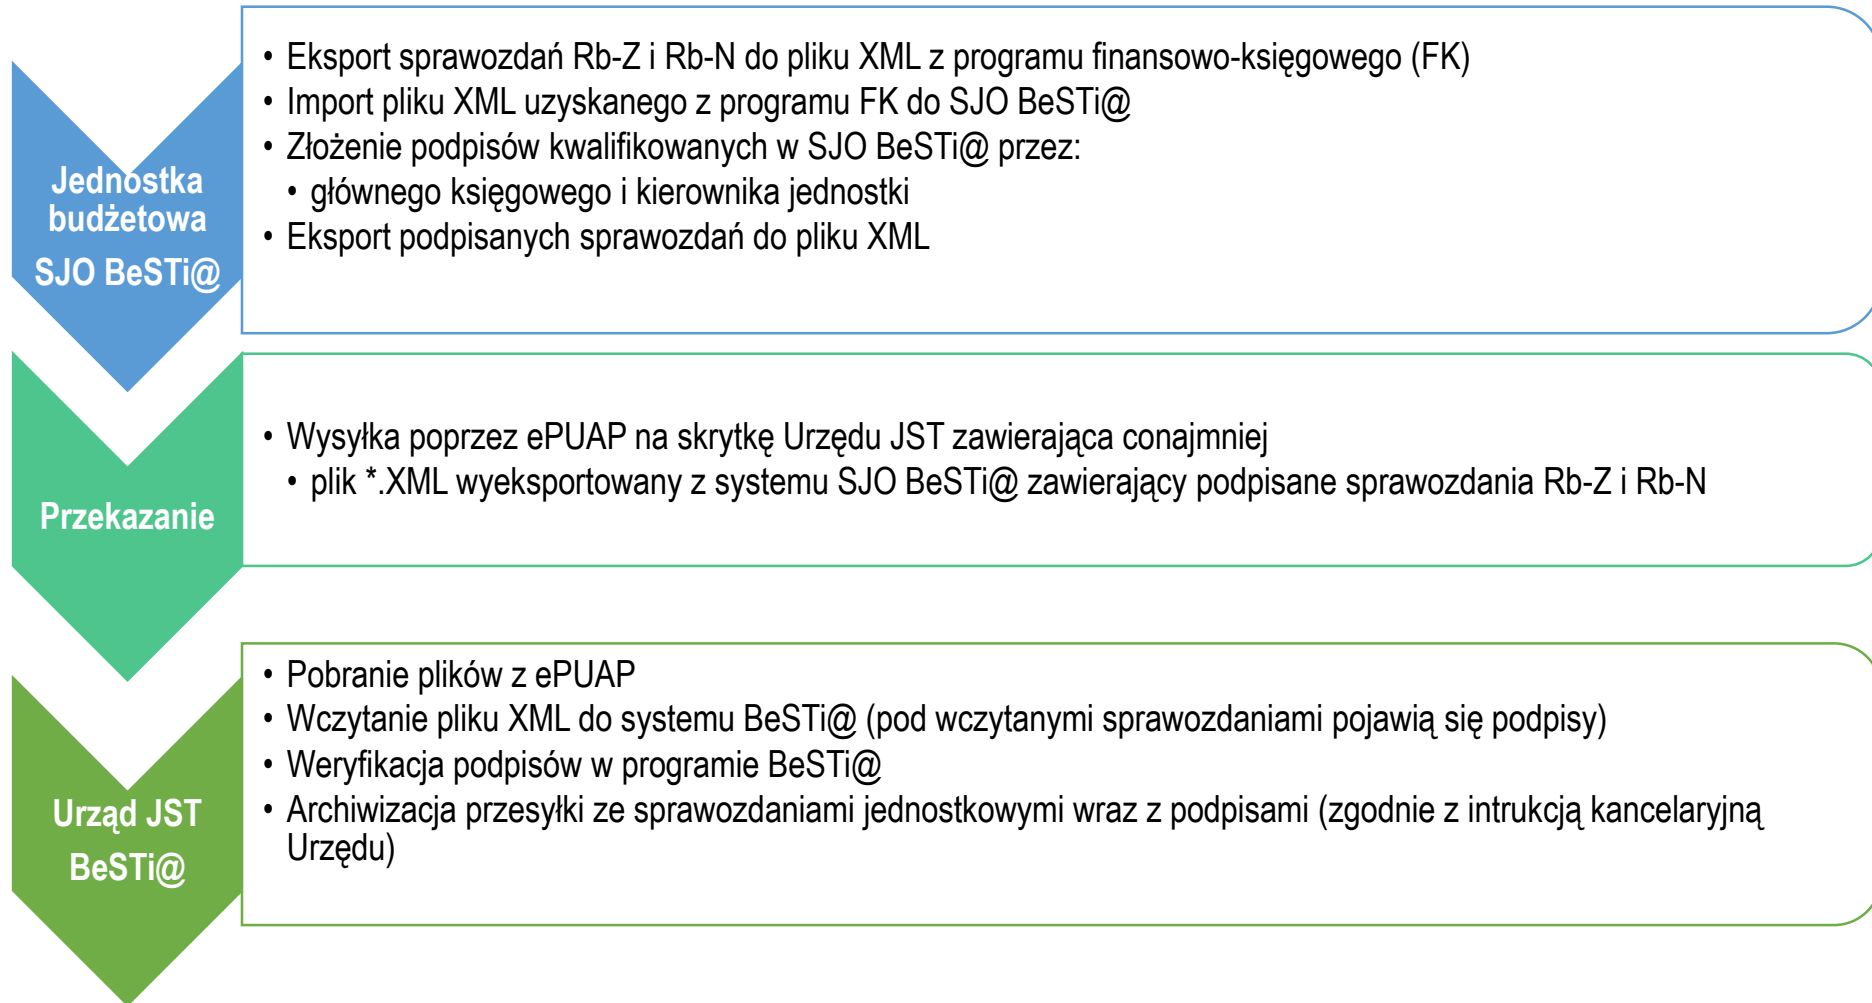 Jednostka
budżetowa
SJO BeSTi@
• Eksport sprawozdań Rb-Z i Rb-N do pliku XML z programu finansowo-księgowego (FK)
• Import pliku XML uzyskanego z programu FK do SJO BeSTi@
• Złożenie podpisów kwalifikowanych w SJO BeSTi@ przez:
• głównego księgowego i kierownika jednostki
• Eksport podpisanych sprawozdań do pliku XML
Przekazanie
• Wysyłka poprzez ePUAP na skrytkę Urzędu JST zawierająca conajmniej
• plik *.XML wyeksportowany z systemu SJO BeSTi@ zawierający podpisane sprawozdania Rb-Z i Rb-N
Urząd JST
BeSTi@
• Pobranie plików z ePUAP
• Wczytanie pliku XML do systemu BeSTi@ (pod wczytanymi sprawozdaniami pojawią się podpisy)
• Weryfikacja podpisów w programie BeSTi@
• Archiwizacja przesyłki ze sprawozdaniami jednostkowymi wraz z podpisami (zgodnie z intrukcją kancelaryjną
Urzędu)